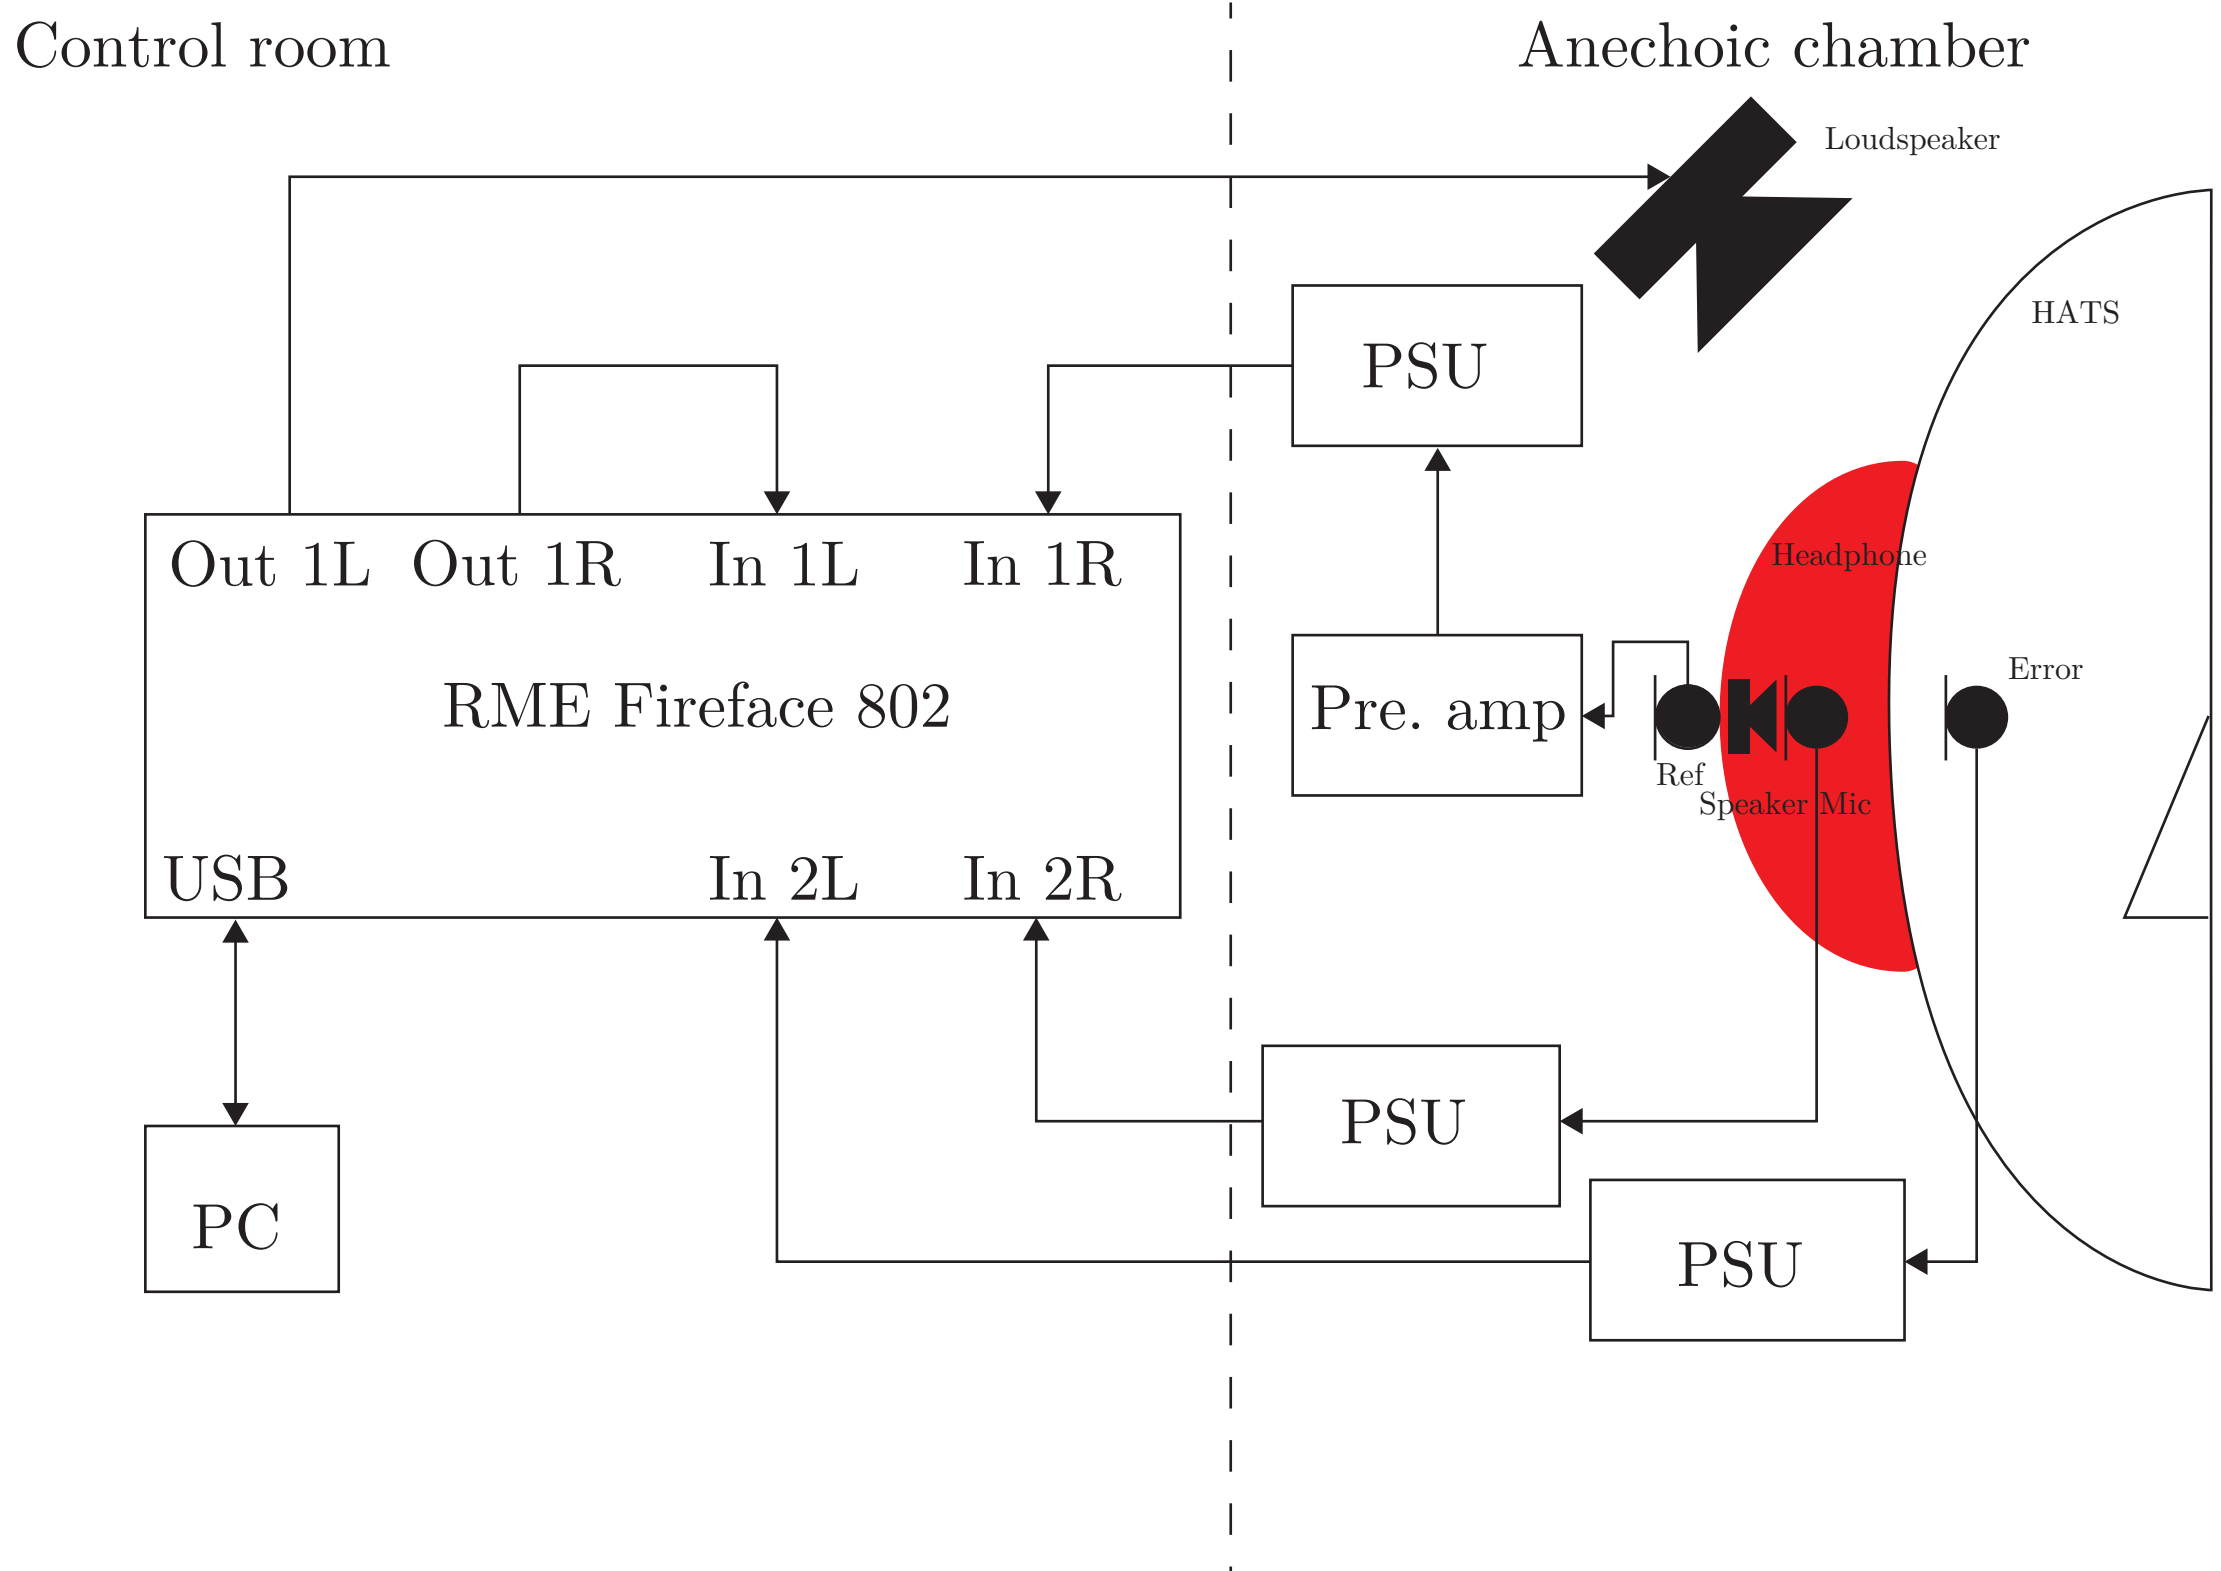 Control room
Anechoic chamber
Loudspeaker
HATS
PSU
Out 1L Out 1R In 1L In 1R
Headphone
RME Fireface 802
Pre. amp
Error
Ref
Speaker Mic
USB In 2L In 2R
PSU
PC
PSU